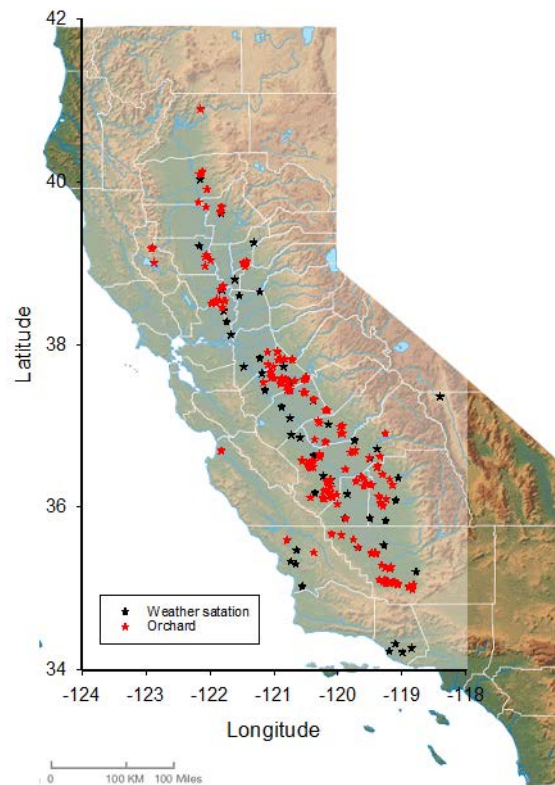 42
40
38
36
34
Latitude
Weather satation
Orchard
-124 -123 -122 -121 -120 -119 -118
Longitude
0 100 KM 100 Miles